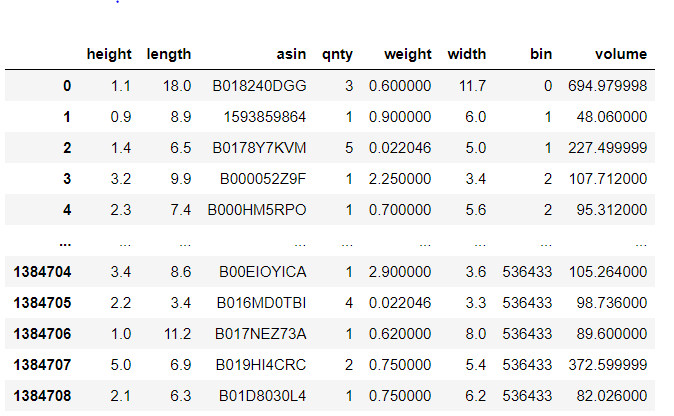 height length asin qnty weight width bin volume
0 1.1 18.0 B018240DGG 3 0.600000 11.7 0 694.979998
1 0.9 8.9 1593859864 1 0.900000 6.0 1 48.060000
2 1.4 6.5 B0178Y7KVM 5 0.022046 5.0 1 227.499999
3 3.2 9.9 B000052Z9F 1 2.250000 3.4 2 107.712000
4 2.3 7.4 B000HM5RPO 1 0.700000 5.6 2 95.312000
... ... ... ... ... ... ... ... ...
1384704 3.4 8.6 B00EIOYICA 1 2.900000 3.6 536433 105.264000
1384705 2.2 3.4 B016MD0TBI 4 0.022046 3.3 536433 98.736000
1384706 1.0 11.2 B017NEZ73A 1 0.620000 8.0 536433 89.600000
1384707 5.0 6.9 B019HI4CRC 2 0.750000 5.4 536433 372.599999
1384708 2.1 6.3 B01D8030L4 1 0.750000 6.2 536433 82.026000